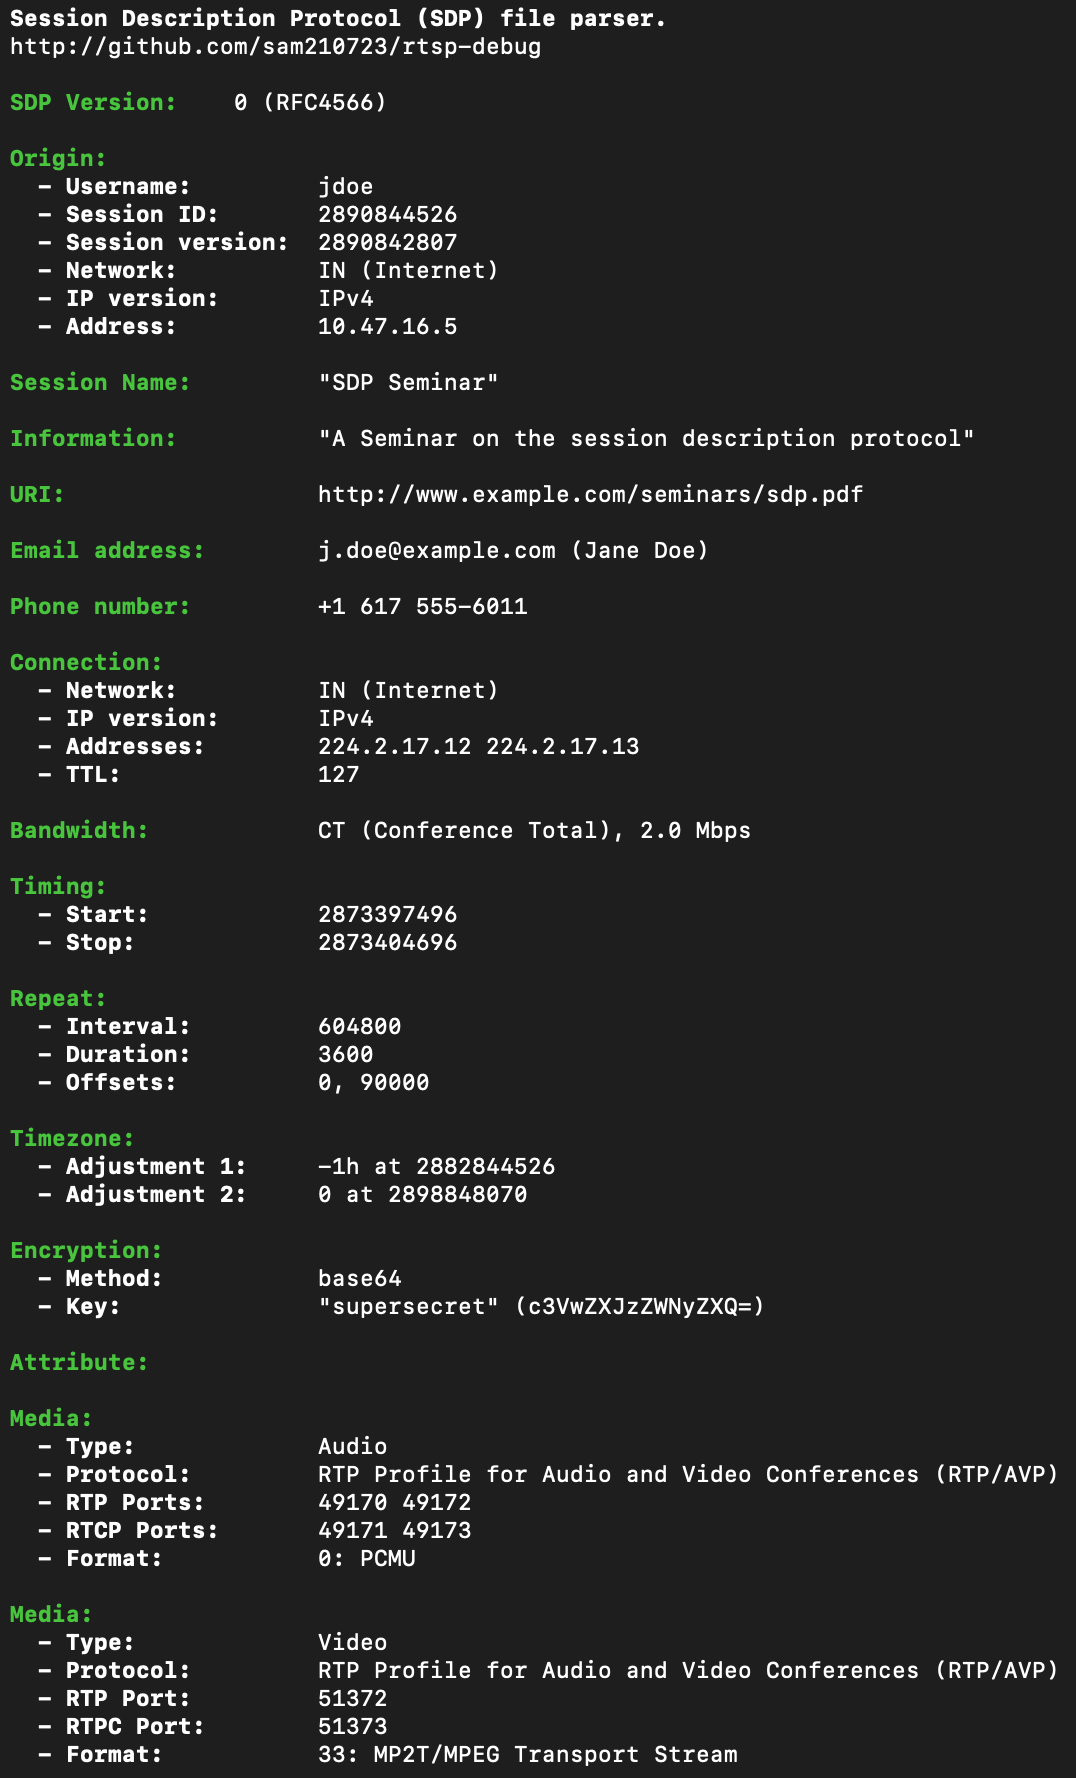 Session Description Protocol (SDP) file parser.
http://github.com/sam210723/rtsp-debug
SDP Version: 0 (RFC4566)
Origin:
- Username: jdoe
- Session ID: 2890844526
- Session version: 2890842807
- Network: IN (Internet)
- IP version: IPv4
- Address: 10.47.16.5
Session Name: "SDP Seminar"
Information: "A Seminar on the session description protocol"
URI: http://www.example.com/seminars/sdp.pdf
Email address: j.doe@example.com (Jane Doe)
Phone number: +1 617 555-6011
Connection:
- Network: IN (Internet)
- IP version: IPv4
- Addresses: 224.2.17.12 224.2.17.13
- TTL: 127
Bandwidth: CT (Conference Total), 2.0 Mbps
Timing:
- Start: 2873397496
- Stop: 2873404696
Repeat:
- Interval: 604800
- Duration: 3600
- Offsets: 0, 90000
Timezone:
- Adjustment 1: -1h at 2882844526
- Adjustment 2: 0 at 2898848070
Encryption:
- Method: base64
- Key: "supersecret" (c3VwZXJzZWNyZXQ=)
Attribute:
Media:
- Type: Audio
- Protocol: RTP Profile for Audio and Video Conferences (RTP/AVP)
- RTP Ports: 49170 49172
- RTCP Ports: 49171 49173
- Format: 0: PCMU
Media:
- Type: Video
- Protocol: RTP Profile for Audio and Video Conferences (RTP/AVP)
- RTP Port: 51372
- RTPC Port: 51373
- Format: 33: MP2T/MPEG Transport Stream